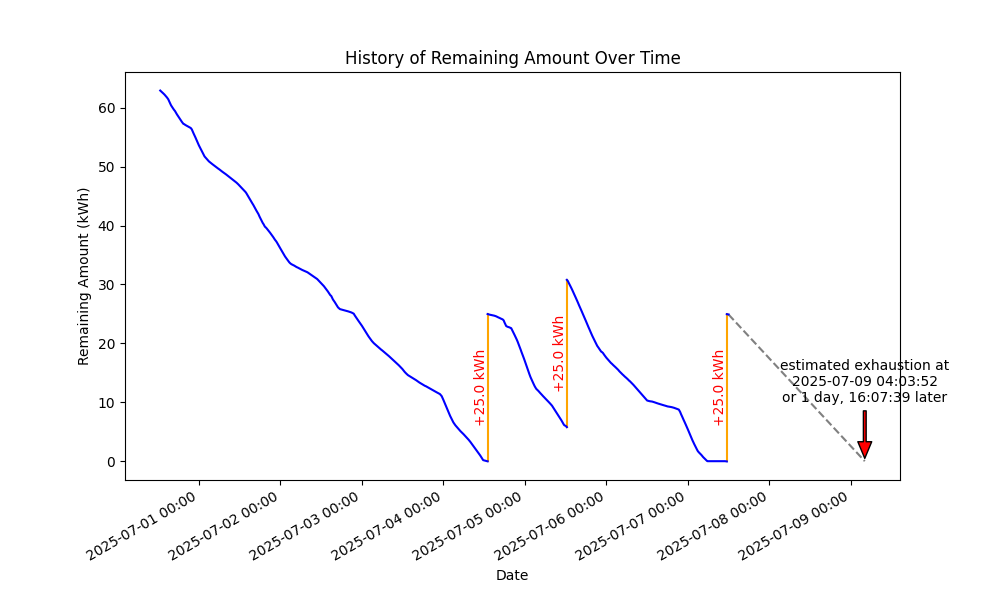 History of Remaining Amount Over Time
Remaining Amount (kWh)
60
50
40
30
20
10
0
+25.0 kWh
+25.0 kWh
+25.0 kWh
estimated exhaustion at
2025-07-09 04:03:52
or 1 day, 16:07:39 later
2025-07-01 00:00
2025-07-02 00:00
2025-07-03 00:00
2025-07-04 00:00
2025-07-05 00:00
2025-07-06 00:00
2025-07-07 00:00
2025-07-08 00:00
2025-07-09 00:00
Date